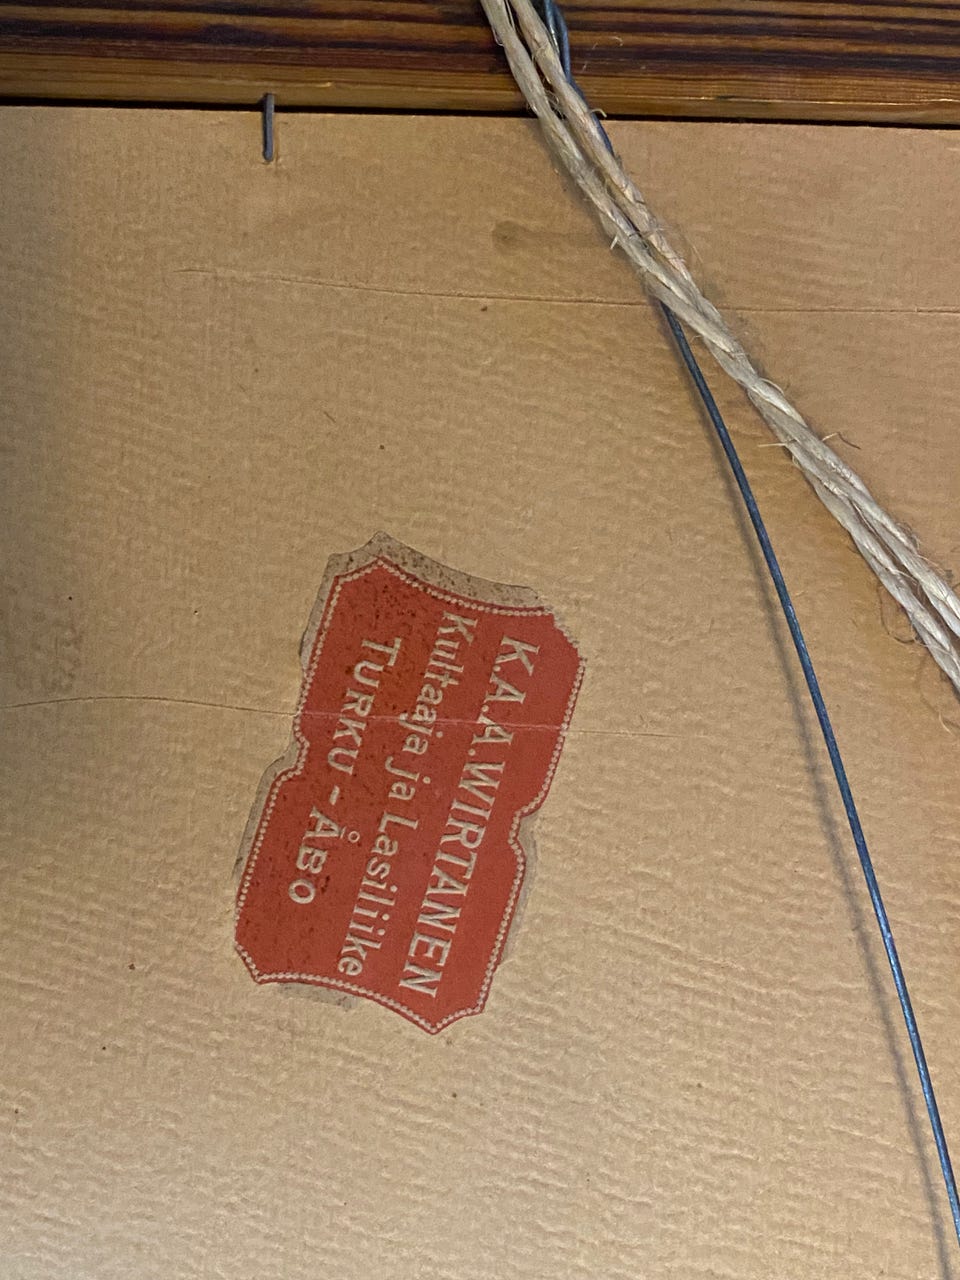 K.A.A.WIRTANEN
Kultaaja ja Lasiliike
TURKU - ÅBO